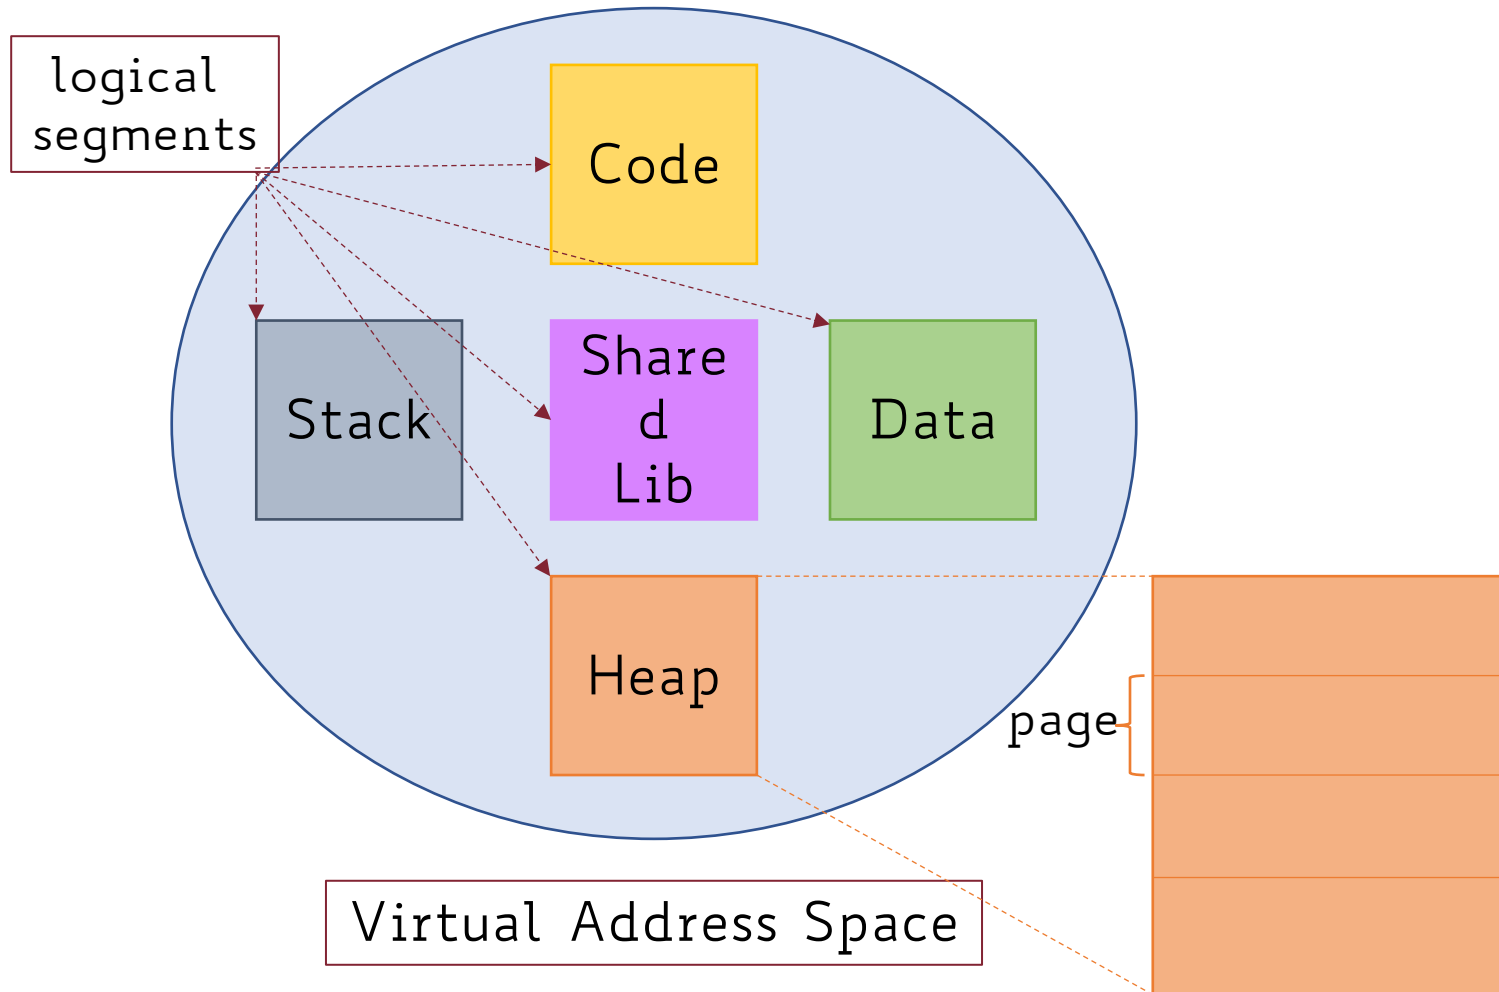 logical
segments
Code
Stack
Share
d
Lib
Data
Heap
page
Virtual Address Space